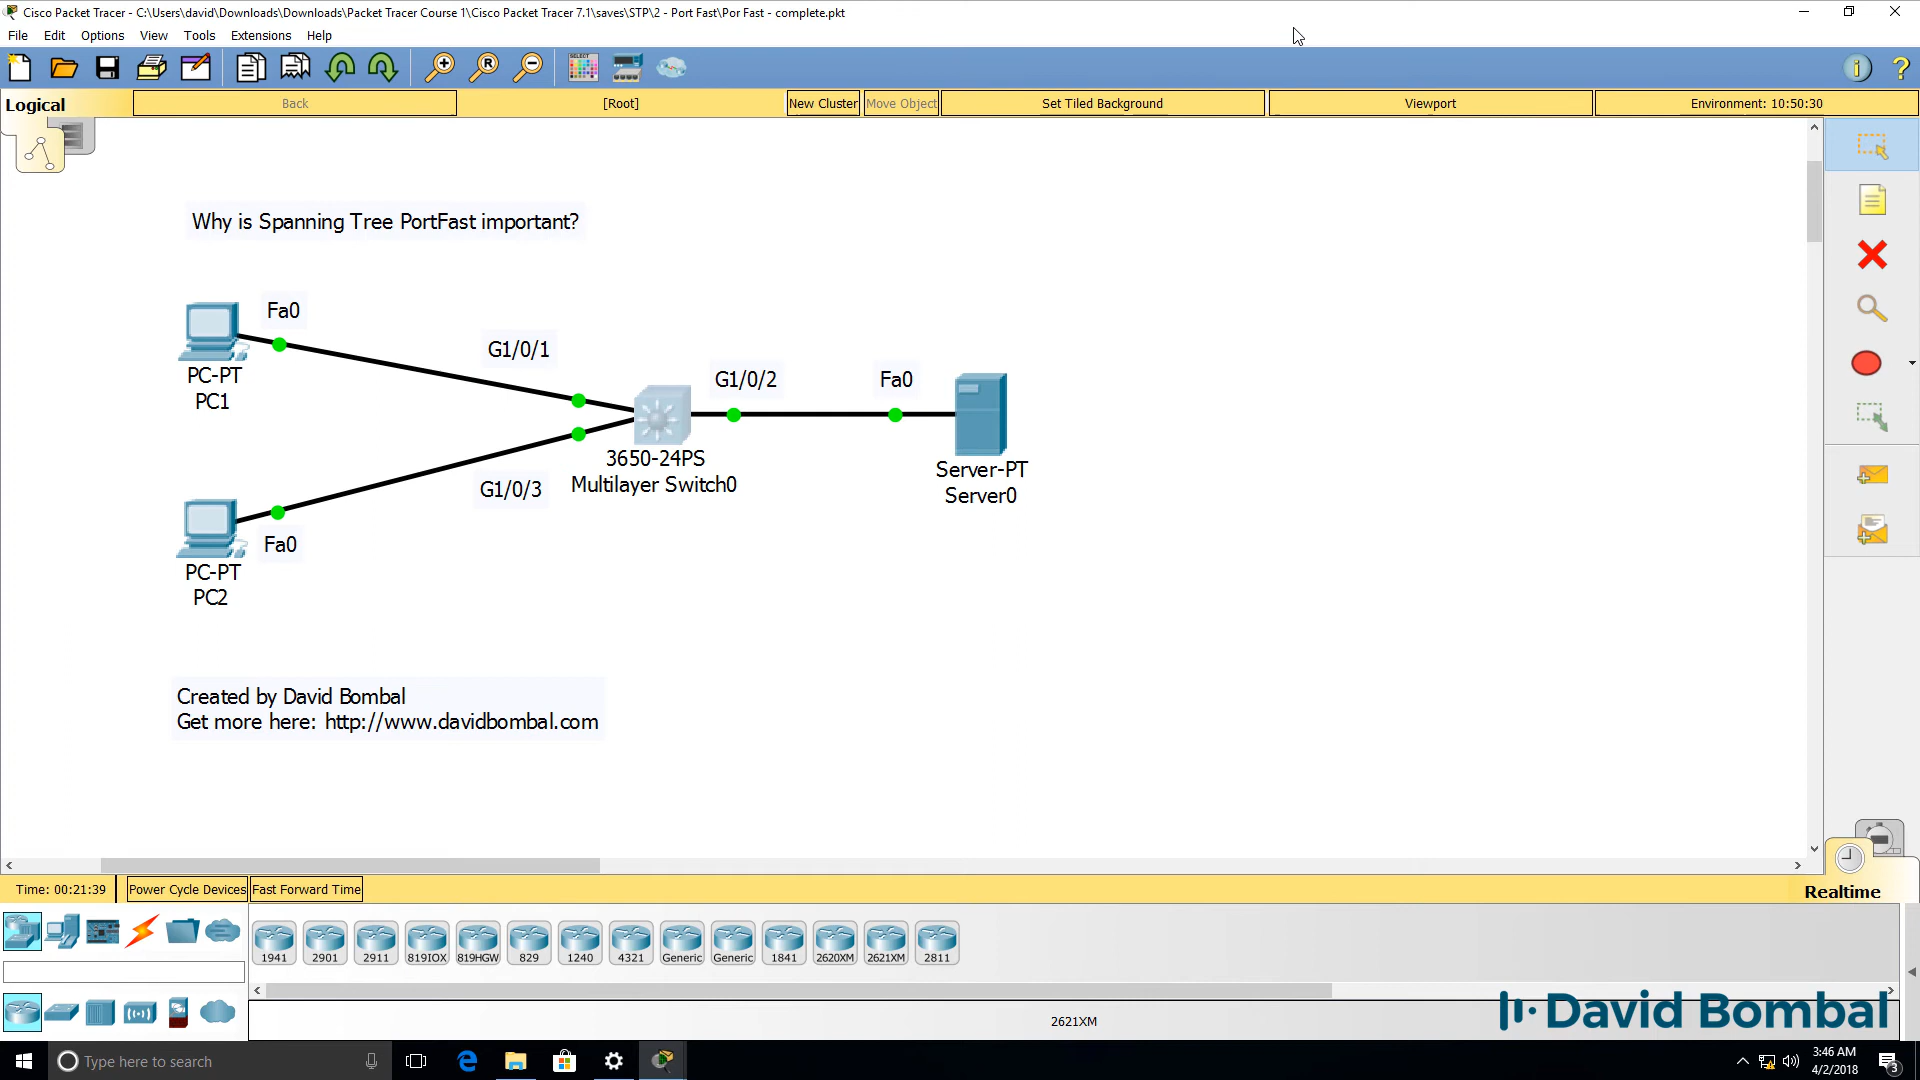 Cisco Packet Tracer - C:\Users\david\Downloads\Downloads\Packet Tracer Course 1\Cisco Packet Tracer 7.1\saves\STP\2 - Port Fast\Por Fast - complete.pkt
File Edit Options View Tools Extensions Help
SELECT
Logical Back [Root] New Cluster Move Object Set Tiled Background Viewport Environment: 10:50:30
Why is Spanning Tree PortFast important?
Fa0
G1/0/1
PC-PT
PC1
G1/0/2
Fa0
3650-24PS
Multilayer Switch0
Server-PT
Server0
G1/0/3
Fa0
PC-PT
PC2
Created by David Bombal
Get more here: http://www.davidbombal.com
Time: 00:21:39 Power Cycle Devices Fast Forward Time Realtime
1941 2901 2911 819IOX 819HGW 829 1240 4321 Generic Generic 1841 2620XM 2621XM 2811
2621XM
David Bombal
Type here to search
3:46 AM
4/2/2018
3